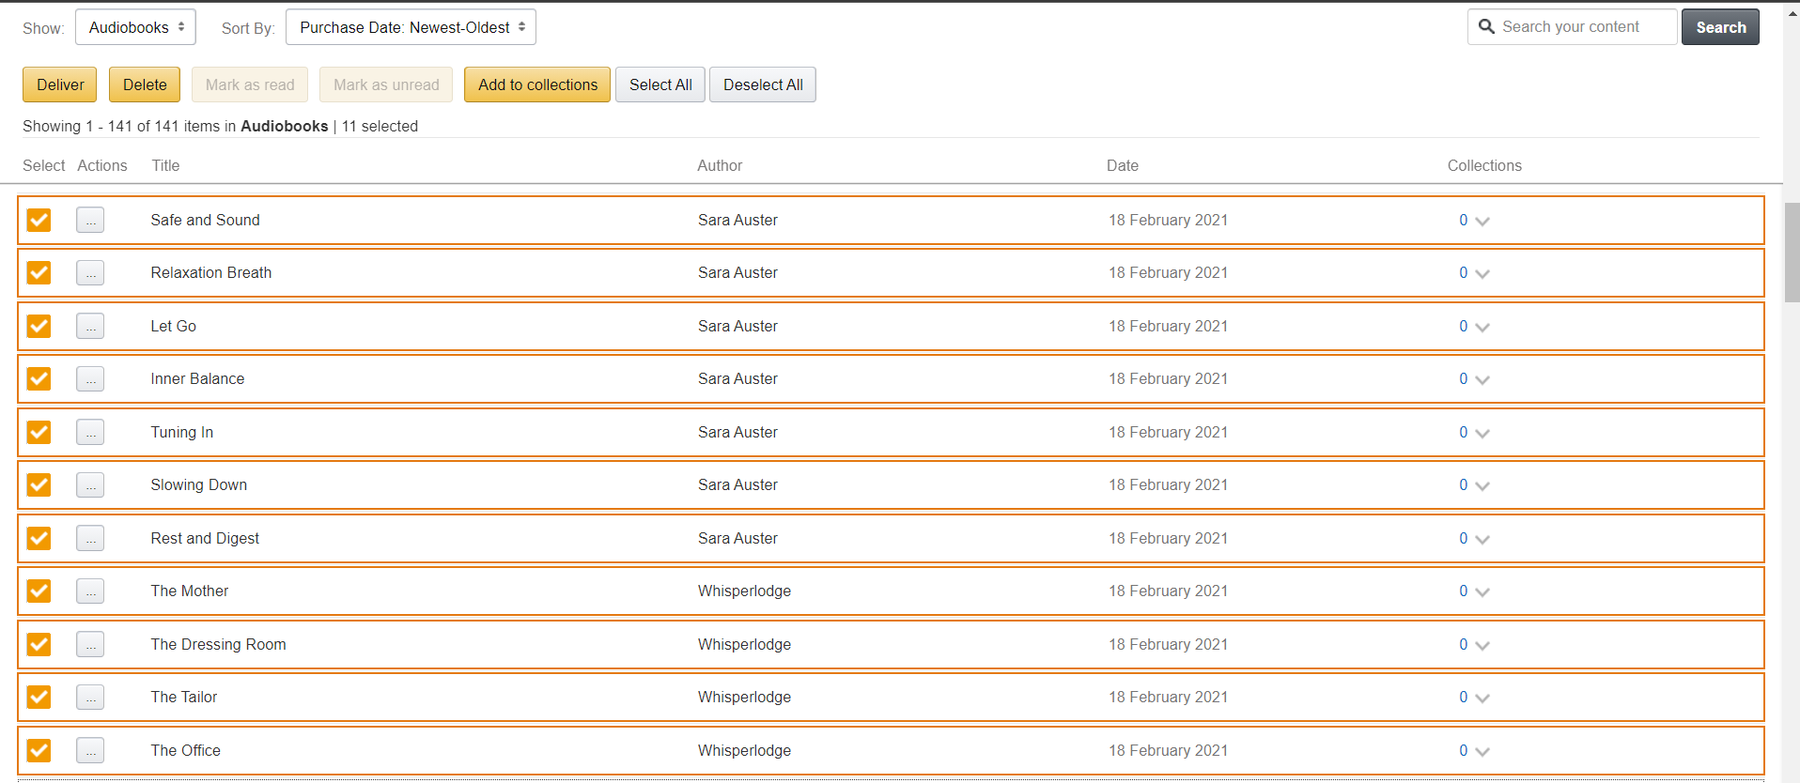 Show: Audiobooks Sort By: Purchase Date: Newest-Oldest Search your content Search
Deliver Delete Mark as read Mark as unread Add to collections Select All Deselect All
Showing 1 - 141 of 141 items in Audiobooks | 11 selected
Select Actions Title Author Date Collections
... Safe and Sound Sara Auster 18 February 2021 0
... Relaxation Breath Sara Auster 18 February 2021 0
... Let Go Sara Auster 18 February 2021 0
... Inner Balance Sara Auster 18 February 2021 0
... Tuning In Sara Auster 18 February 2021 0
... Slowing Down Sara Auster 18 February 2021 0
... Rest and Digest Sara Auster 18 February 2021 0
... The Mother Whisperlodge 18 February 2021 0
... The Dressing Room Whisperlodge 18 February 2021 0
... The Tailor Whisperlodge 18 February 2021 0
... The Office Whisperlodge 18 February 2021 0